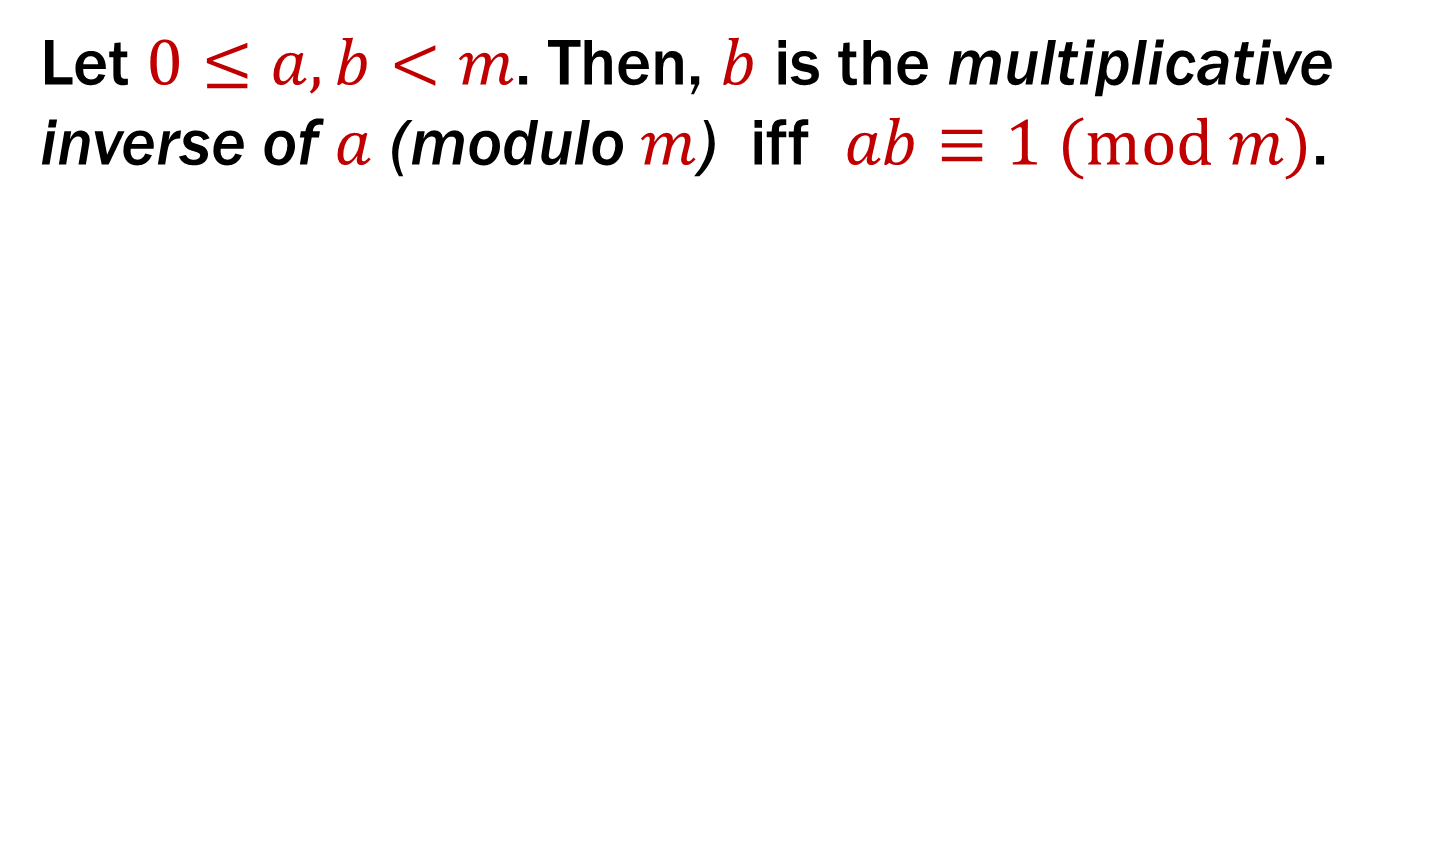 Let 0 ≤ a, b < m. Then, b is the multiplicative
inverse of a (modulo m) iff ab ≡ 1 (mod m).